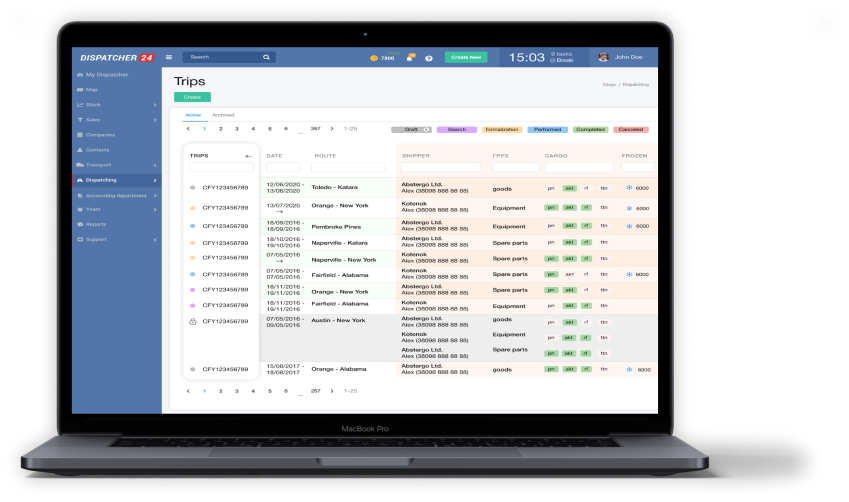 DISPATCHER 24
Search...
7800
Create New
15:03
9 tasks
Break
John Doe
My Dispatcher
Map
Stock
Sales
Companies
Contacts
Transport
Dispatching
Accounting department
Team
Reports
Support
Trips
Cargo / Dispatching
Create
Active Archived
1 2 3 4 5 6 ... 267 1-25
Draft Search formalization Performed Completed Canceled
TRIPS DATE ROUTE SHIPPER ГРУЗ CARGO FROZEN
CFY123456789 12/06/2020 - 13/06/2020 Toledo - Katara Abstergo Ltd. Alex (38098 888 88 88) goods pn akt rf ttn 6000
CFY123456789 13/07/2020 → Orange - New York Kotenok Alex (38098 888 88 88) Equipment pn akt rf ttn 6000
CFY123456789 18/09/2016 - 18/09/2016 Pembroke Pines Abstergo Ltd. Alex (38098 888 88 88) Equipment pn akt rf ttn 6000
CFY123456789 18/10/2016 - 19/10/2016 Naperville - Katara Abstergo Ltd. Alex (38098 888 88 88) Spare parts pn akt rf ttn
CFY123456789 07/05/2016 → Naperville - New York Kotenok Alex (38098 888 88 88) Spare parts pn akt rf ttn
CFY123456789 07/05/2016 - 07/05/2016 Fairfield - Alabama Kotenok Alex (38098 888 88 88) Spare parts pn акт rf ttn 6000
CFY123456789 18/11/2016 - 19/11/2016 Orange - New York Abstergo Ltd. Alex (38098 888 88 88) Spare parts pn akt rf ttn
CFY123456789 18/11/2016 - 19/11/2016 Fairfield - Alabama Kotenok Alex (38098 888 88 88) Equipment pn akt rf ttn
CFY123456789 07/05/2016 - 09/05/2016 Austin - New York Abstergo Ltd. Alex (38098 888 88 88) goods pn akt rf ttn
Kotenok Alex (38098 888 88 88) Equipment pn akt rf ttn
Abstergo Ltd. Alex (38098 888 88 88) Spare parts pn akt rf ttn
CFY123456789 15/08/2017 - 18/08/2017 Orange - Alabama Abstergo Ltd. Alex (38098 888 88 88) goods pn akt rf ttn 6000
1 2 3 4 5 6 ... 267 1-25
MacBook Pro